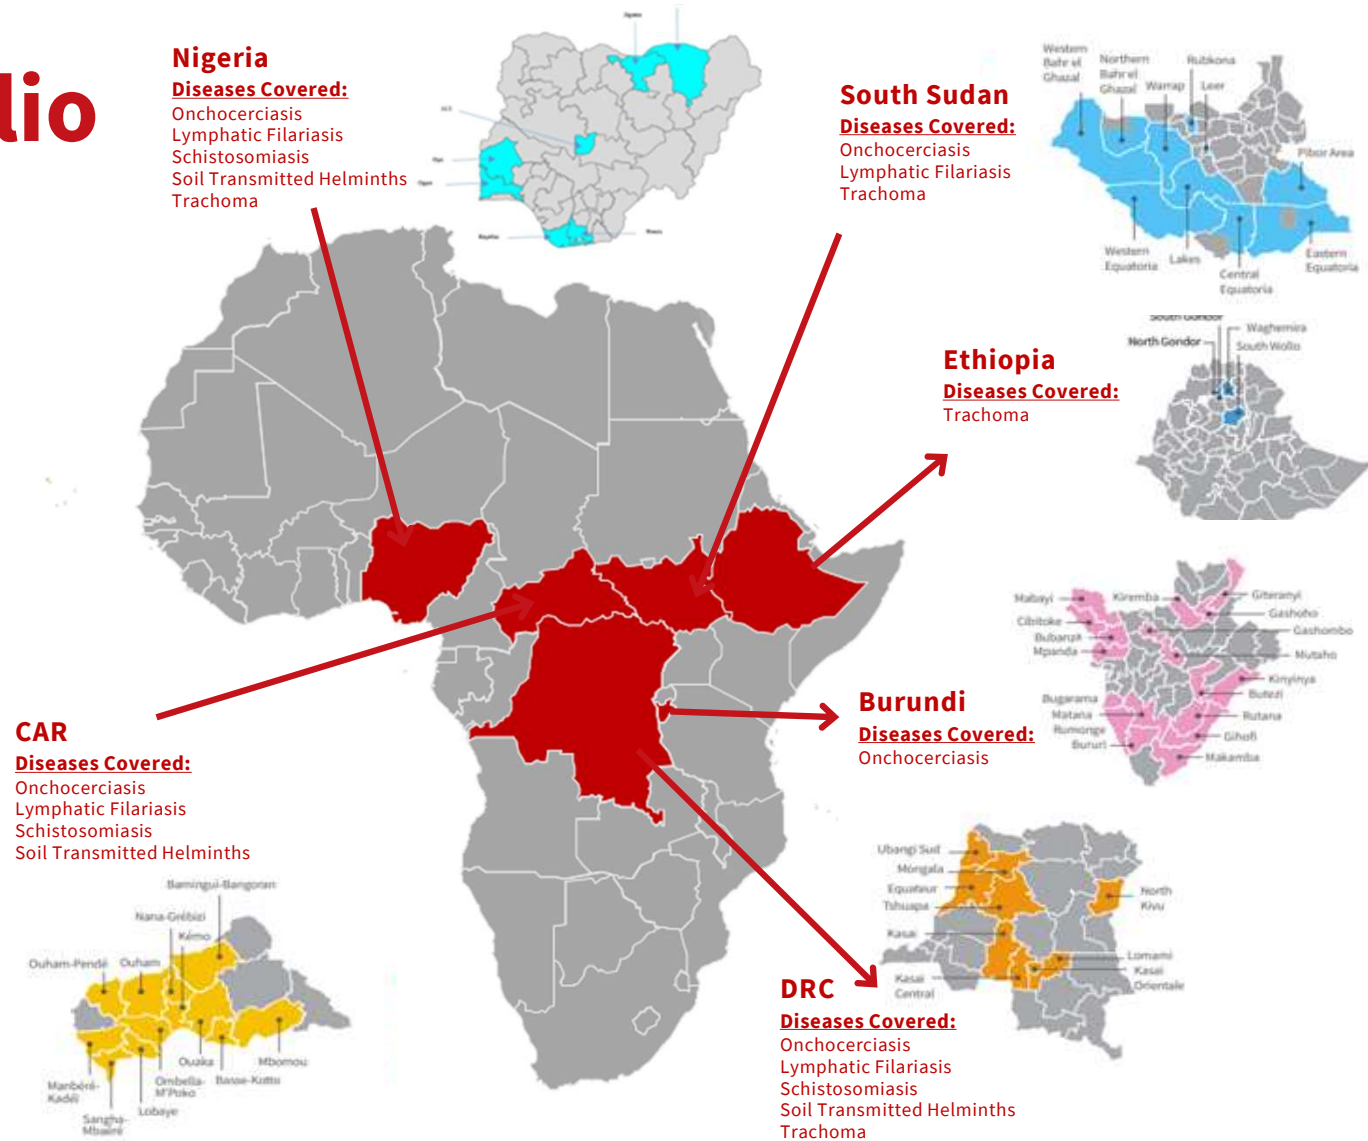 lio
Nigeria
Diseases Covered:
Onchocerciasis
Lymphatic Filariasis
Schistosomiasis
Soil Transmitted Helminths
Trachoma
South Sudan
Diseases Covered:
Onchocerciasis
Lymphatic Filariasis
Trachoma
Western
Bahr el
Ghazal
Northern
Bahr el
Ghazal
Warrap
Rubkona
Leer
Pibor Area
Western
Equatoria
Lakes
Central
Equatoria
Eastern
Equatoria
Ethiopia
Diseases Covered:
Trachoma
South Gondor
North Gondor
Waghemira
South Wollo
Burundi
Diseases Covered:
Onchocerciasis
Mabayi
Cibitoke
Bubanza
Mpanda
Kiremba
Giteranyi
Gashoho
Gashombo
Mutaho
Kinyinya
Butezi
Bugarama
Matana
Rumonge
Bururi
Rutana
Gihofi
Makamba
CAR
Diseases Covered:
Onchocerciasis
Lymphatic Filariasis
Schistosomiasis
Soil Transmitted Helminths
Bamingui-Bangoran
Nana-Grébizi
Kémo
Ouham-Pendé
Ouham
Mambéré-
Kadéï
Sangha-
Mbaéré
Lobaye
Ombella-
M'Poko
Ouaka
Basse-Kotto
Mbomou
DRC
Diseases Covered:
Onchocerciasis
Lymphatic Filariasis
Schistosomiasis
Soil Transmitted Helminths
Trachoma
Ubangi Sud
Mongala
Equateur
Tshuapa
Kasai
Kasai
Central
North
Kivu
Lomami
Kasai
Orientale